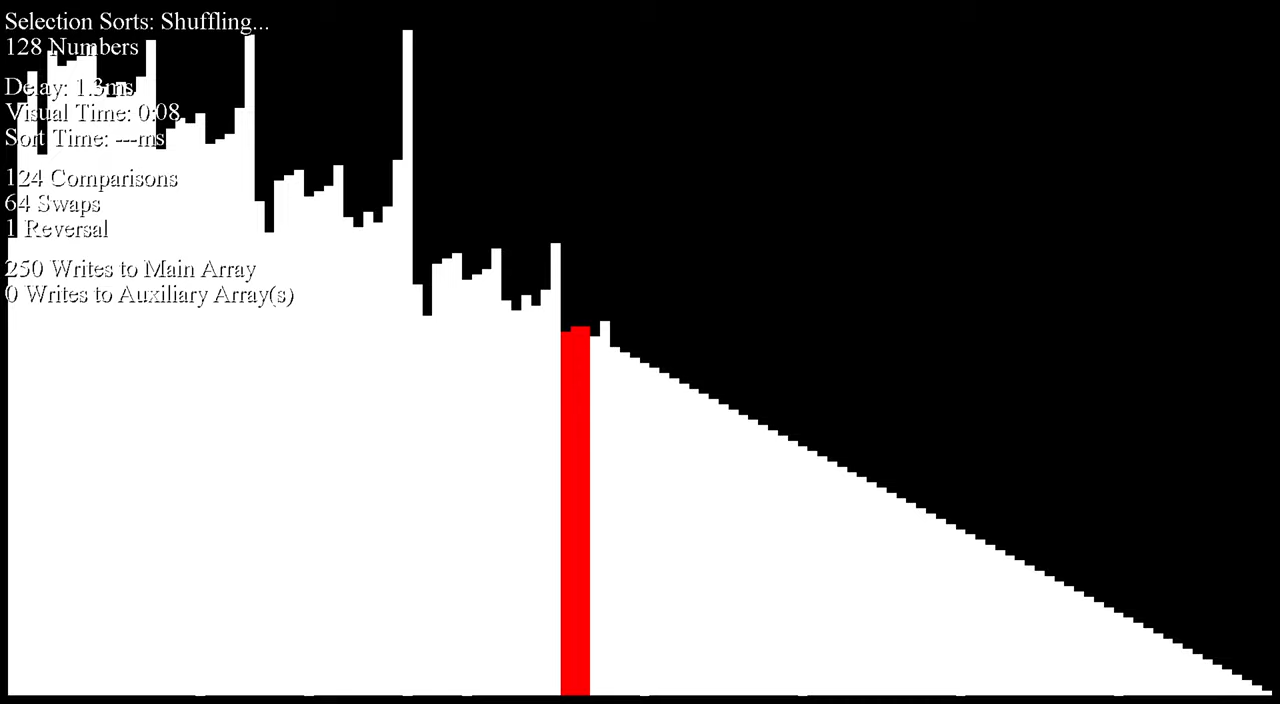 Selection Sorts: Shuffling...
128 Numbers
Delay: 1.3ms
Visual Time: 0:08
Sort Time: ---ms
124 Comparisons
64 Swaps
1 Reversal
250 Writes to Main Array
0 Writes to Auxiliary Array(s)